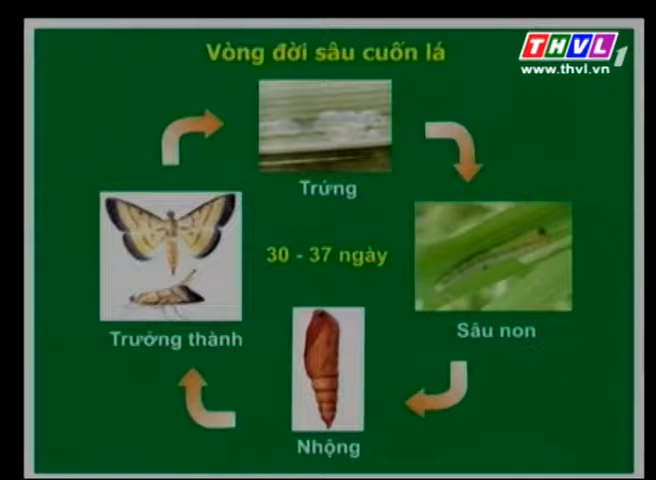 Vòng đời sâu cuốn lá
THVL1
www.thvl.vn
Trứng
30 - 37 ngày
Trưởng thành
Sâu non
Nhộng